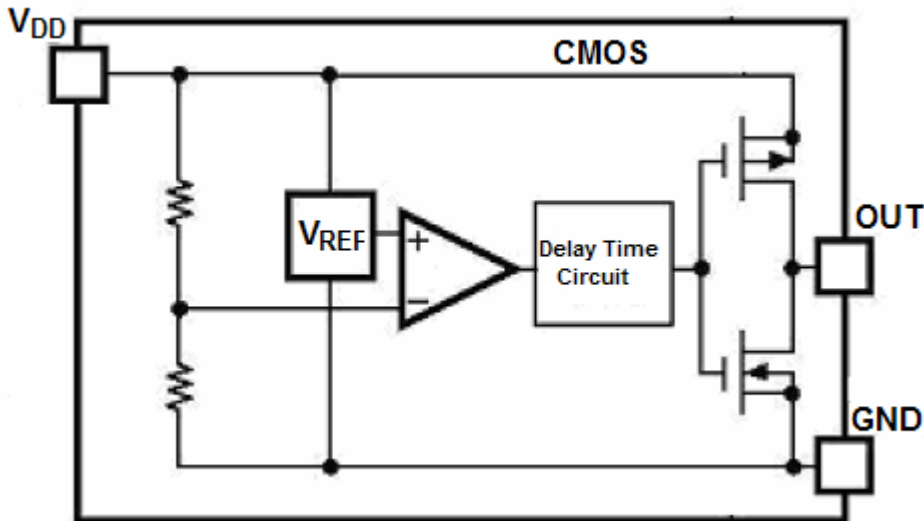 VDD
CMOS
VREF
+
−
Delay Time
Circuit
OUT
GND